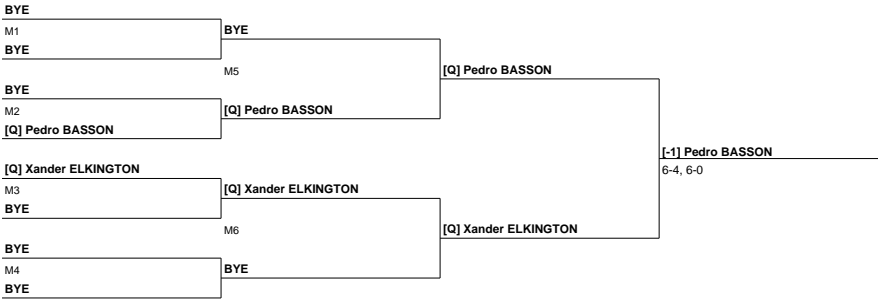 BYE
M1
BYE
BYE
M5
BYE
M2
[Q] Pedro BASSON
[Q] Pedro BASSON
[Q] Pedro BASSON
[Q] Xander ELKINGTON
M3
BYE
[Q] Xander ELKINGTON
M6
BYE
M4
BYE
BYE
[Q] Xander ELKINGTON
[-1] Pedro BASSON
6-4, 6-0